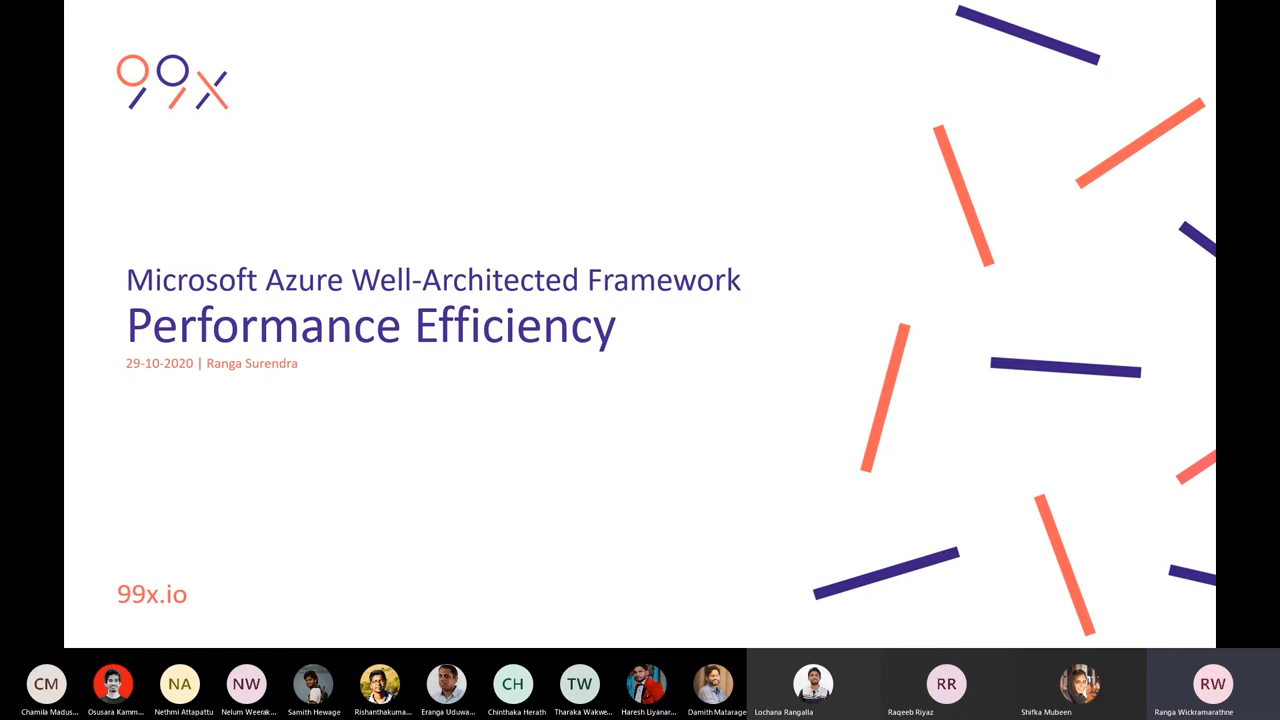 99x
Microsoft Azure Well-Architected Framework
Performance Efficiency
29-10-2020 | Ranga Surendra
99x.io
CM
NA
NW
CH
TW
RR
RW
Chamila Madus...
Osusara Kamm...
Nethmi Attapattu
Nelum Weerak...
Samith Hewage
Rishanthakuma...
Eranga Uduwa...
Chinthaka Herath
Tharaka Wakwe...
Haresh Liyanar...
Damith Matarage
Lochana Rangalla
Raqeeb Riyaz
Shifka Mubeen
Ranga Wickramarathne